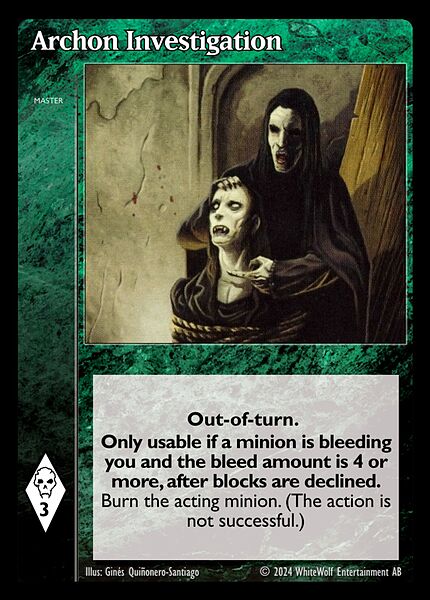 Archon Investigation
MASTER
Out-of-turn.
Only usable if a minion is bleeding
you and the bleed amount is 4 or
more, after blocks are declined.
Burn the acting minion. (The action is
not successful.)
3
Illus: Ginés Quiñonero-Santiago
© 2024 WhiteWolf Entertainment AB